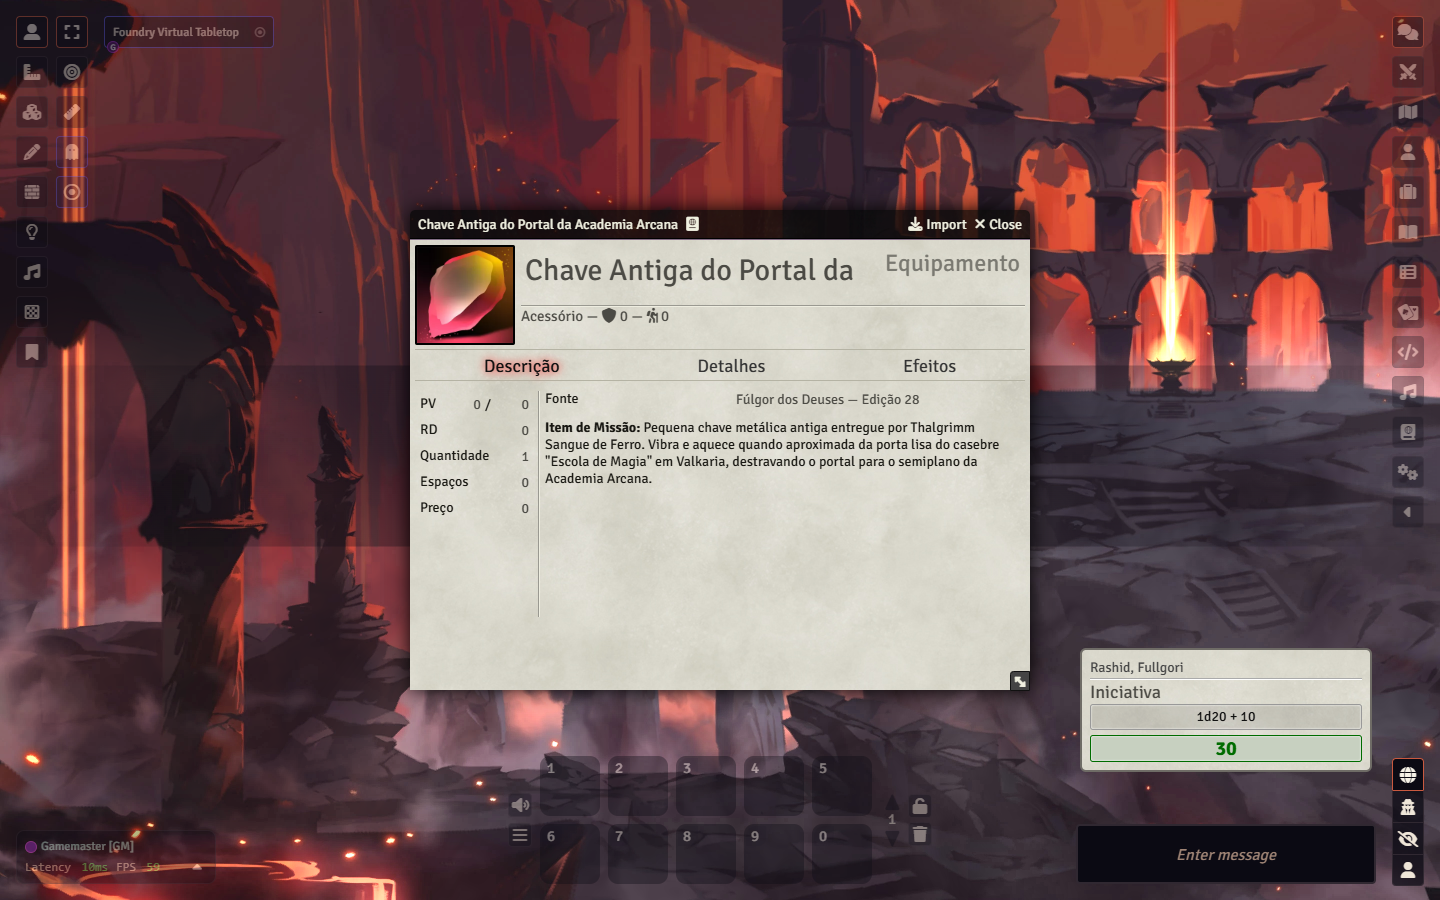 Foundry Virtual Tabletop
G
Chave Antiga do Portal da Academia Arcana
Import
Close
Chave Antiga do Portal da
Equipamento
Acessório — 0 — 0
Descrição
Detalhes
Efeitos
PV 0 / 0
RD 0
Quantidade 1
Espaços 0
Preço 0
Fonte
Fúlgor dos Deuses — Edição 28
Item de Missão: Pequena chave metálica antiga entregue por Thalgrimm
Sangue de Ferro. Vibra e aquece quando aproximada da porta lisa do casebre
"Escola de Magia" em Valkaria, destravando o portal para o semiplano da
Academia Arcana.
Rashid, Fullgori
Iniciativa
1d20 + 10
30
1 2 3 4 5
1
6 7 8 9 0
Gamemaster [GM]
Latency 10ms FPS 59
Enter message